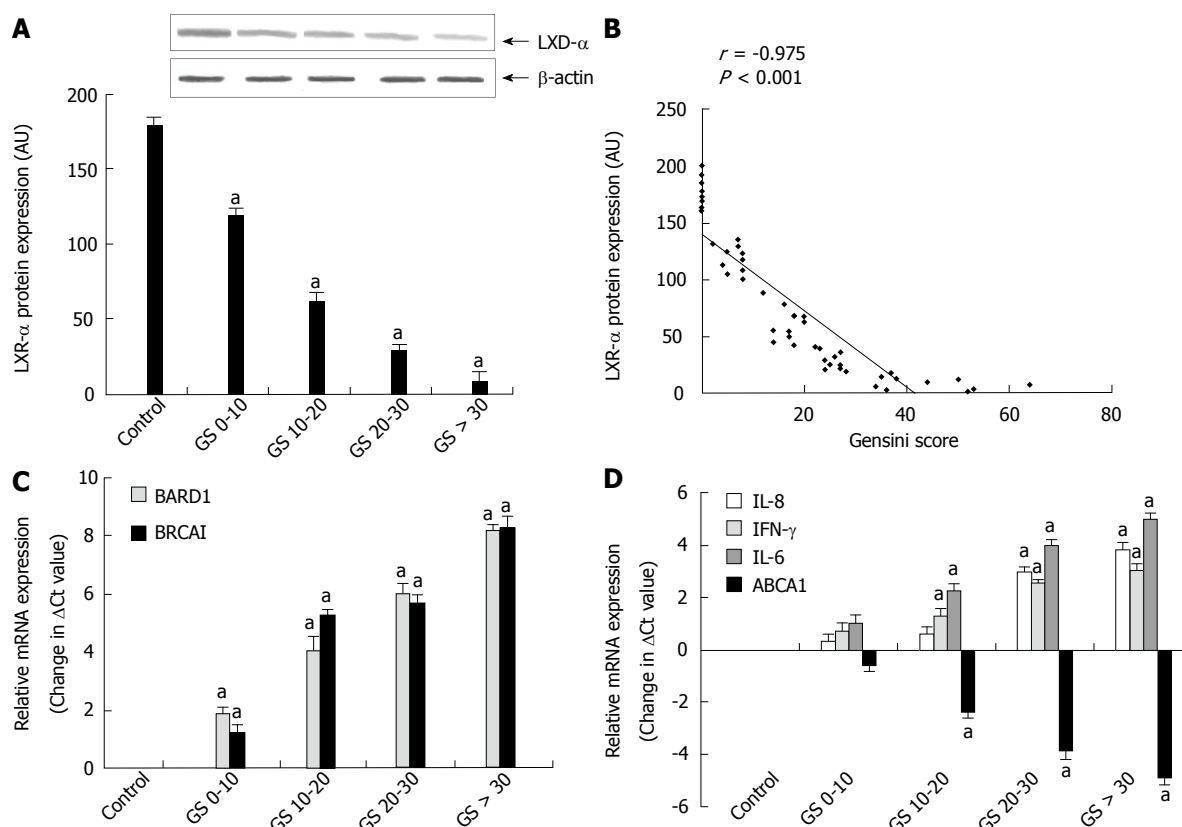 A
LXD-α
β-actin
LXR-α protein expression (AU)
200
150
100
50
0
a
a
a
a
Control
GS 0-10
GS 10-20
GS 20-30
GS > 30
B
r = -0.975
P < 0.001
LXR-α protein expression (AU)
250
200
150
100
50
0
20
40
60
80
Gensini score
C
BARD1
BRCAI
Relative mRNA expression
(Change in ΔCt value)
10
8
6
4
2
0
a
a
a
a
a
a
a
a
Control
GS 0-10
GS 10-20
GS 20-30
GS > 30
D
IL-8
IFN-γ
IL-6
ABCA1
Relative mRNA expression
(Change in ΔCt value)
6
4
2
0
-2
-4
-6
a
a
a
a
a
a
a
a
a
a
a
Control
GS 0-10
GS 10-20
GS 20-30
GS > 30